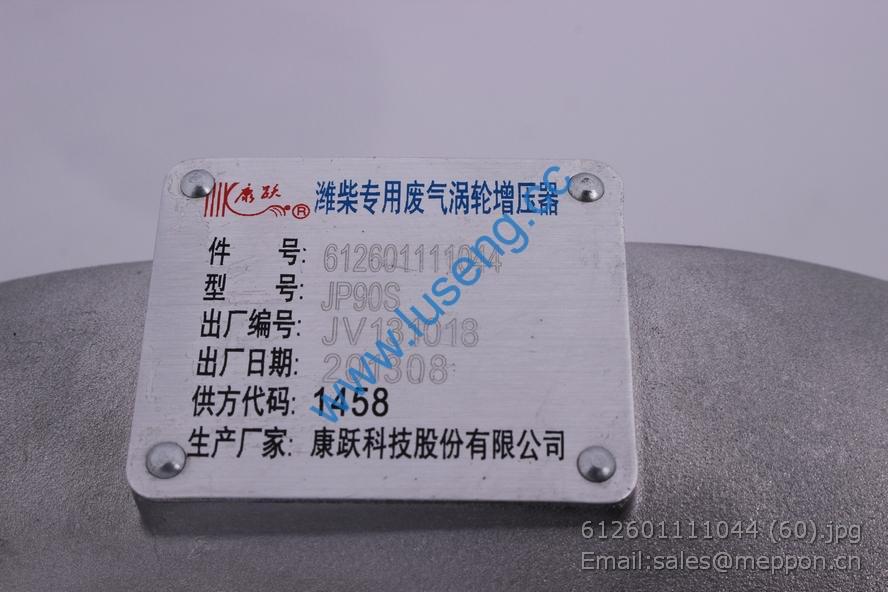 康跃® 潍柴专用废气涡轮增压器
件 号: 612601111044
型 号: JP90S
出厂编号: JV131018
出厂日期: 201308
供方代码: 1458
生产厂家: 康跃科技股份有限公司
www.luseng.cc
612601111044 (60).jpg
Email:sales@meppon.cn